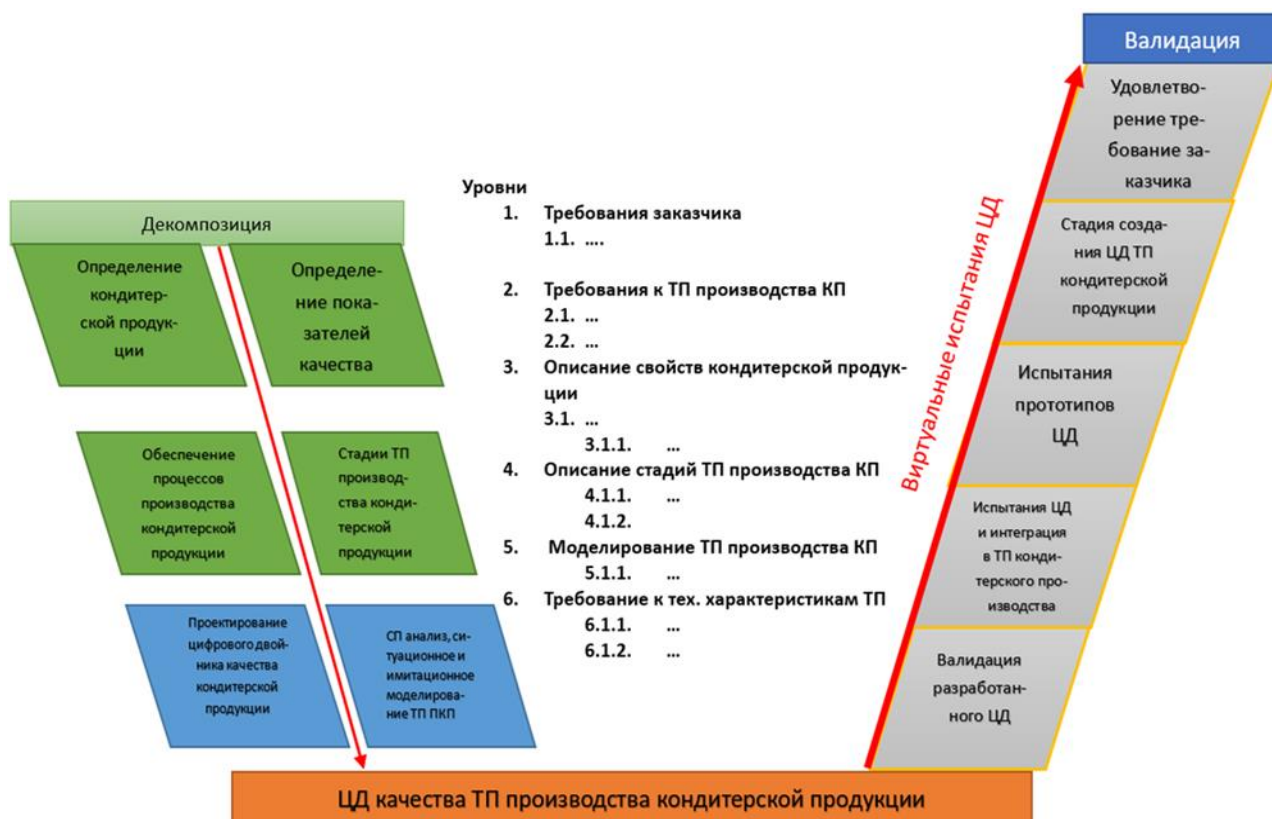 Декомпозиция
Определение
кондитер-
ской продук-
ции
Определе-
ние пока-
зателей
качества
Обеспечение
процессов
производства
кондитерской
продукции
Стадии ТП
производ-
ства конди-
терской
продукции
Проектирование
цифрового двой-
ника качества
кондитерской
продукции
СП анализ, си-
туационное и
имитационное
моделирова-
ние ТП ПКП
Уровни
1. Требования заказчика
1.1. ....
2. Требования к ТП производства КП
2.1. ...
2.2. ...
3. Описание свойств кондитерской продук-
ции
3.1. ...
3.1.1. ...
4. Описание стадий ТП производства КП
4.1.1. ...
4.1.2.
5. Моделирование ТП производства КП
5.1.1. ...
6. Требование к тех. характеристикам ТП
6.1.1. ...
6.1.2. ...
Виртуальные испытания ЦД
Валидация
Удовлетво-
рение тре-
бование за-
казчика
Стадия созда-
ния ЦД ТП
кондитерской
продукции
Испытания
прототипов
ЦД
Испытания ЦД
и интеграция
в ТП конди-
терского про-
изводства
Валидация
разработан-
ного ЦД
ЦД качества ТП производства кондитерской продукции